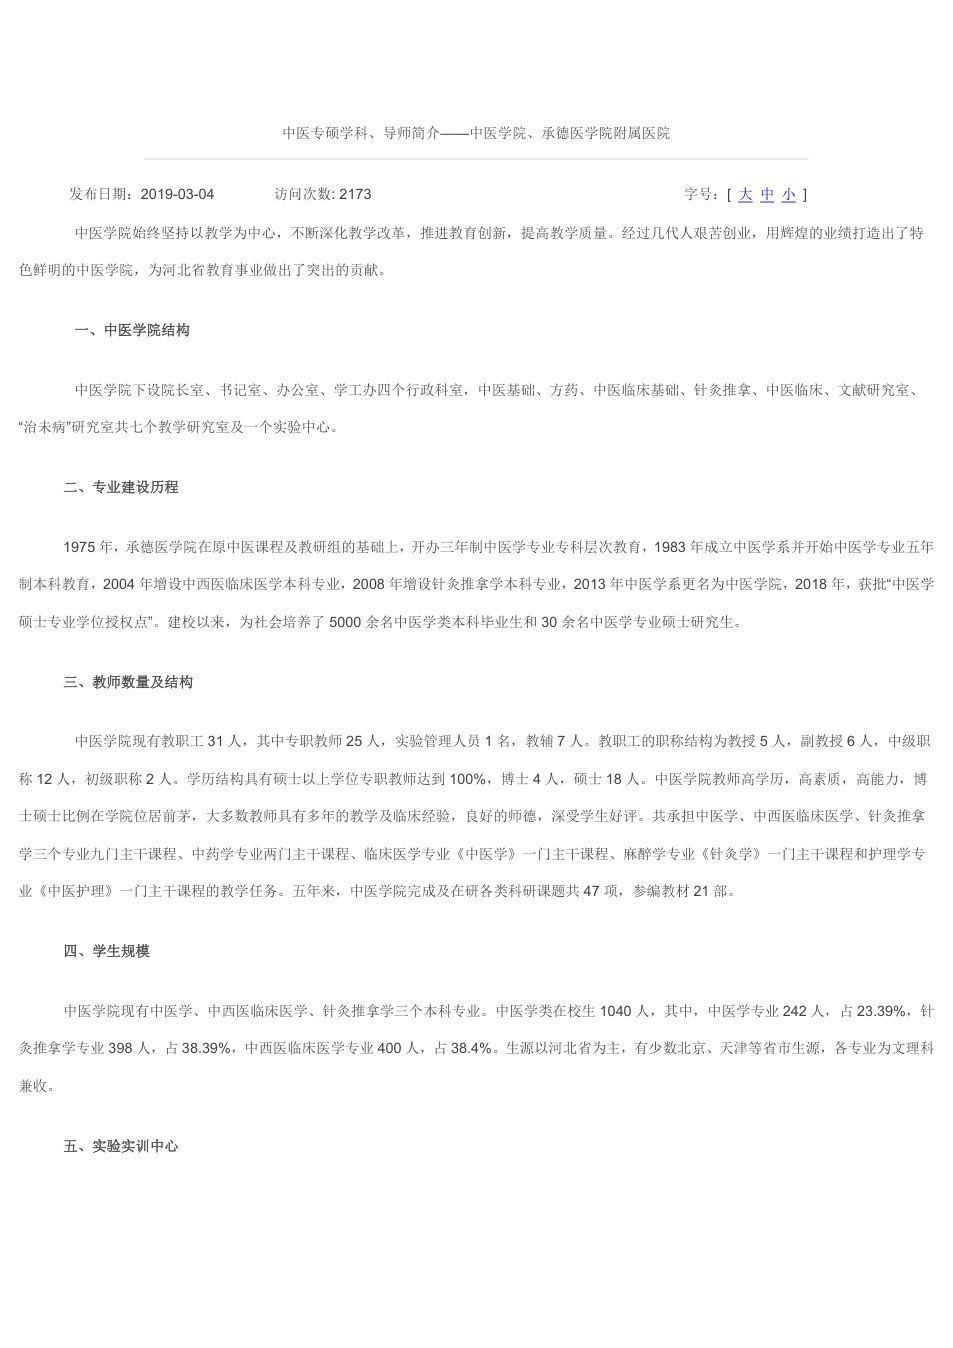 中医专硕学科、导师简介——中医学院、承德医学院附属医院
发布日期：2019-03-04 访问次数: 2173 字号：[ 大 中 小 ]
中医学院始终坚持以教学为中心，不断深化教学改革，推进教育创新，提高教学质量。经过几代人艰苦创业，用辉煌的业绩打造出了特
色鲜明的中医学院，为河北省教育事业做出了突出的贡献。
一、中医学院结构
中医学院下设院长室、书记室、办公室、学工办四个行政科室，中医基础、方药、中医临床基础、针灸推拿、中医临床、文献研究室、
“治未病”研究室共七个教学研究室及一个实验中心。
二、专业建设历程
1975 年，承德医学院在原中医课程及教研组的基础上，开办三年制中医学专业专科层次教育，1983 年成立中医学系并开始中医学专业五年
制本科教育，2004 年增设中西医临床医学本科专业，2008 年增设针灸推拿学本科专业，2013 年中医学系更名为中医学院，2018 年，获批“中医学
硕士专业学位授权点”。建校以来，为社会培养了 5000 余名中医学类本科毕业生和 30 余名中医学专业硕士研究生。
三、教师数量及结构
中医学院现有教职工 31 人，其中专职教师 25 人，实验管理人员 1 名，教辅 7 人。教职工的职称结构为教授 5 人，副教授 6 人，中级职
称 12 人，初级职称 2 人。学历结构具有硕士以上学位专职教师达到 100%，博士 4 人，硕士 18 人。中医学院教师高学历，高素质，高能力，博
士硕士比例在学院位居前茅，大多数教师具有多年的教学及临床经验，良好的师德，深受学生好评。共承担中医学、中西医临床医学、针灸推拿
学三个专业九门主干课程、中药学专业两门主干课程、临床医学专业《中医学》一门主干课程、麻醉学专业《针灸学》一门主干课程和护理学专
业《中医护理》一门主干课程的教学任务。五年来，中医学院完成及在研各类科研课题共 47 项，参编教材 21 部。
四、学生规模
中医学院现有中医学、中西医临床医学、针灸推拿学三个本科专业。中医学类在校生 1040 人，其中，中医学专业 242 人，占 23.39%，针
灸推拿学专业 398 人，占 38.39%，中西医临床医学专业 400 人，占 38.4%。生源以河北省为主，有少数北京、天津等省市生源，各专业为文理科
兼收。
五、实验实训中心